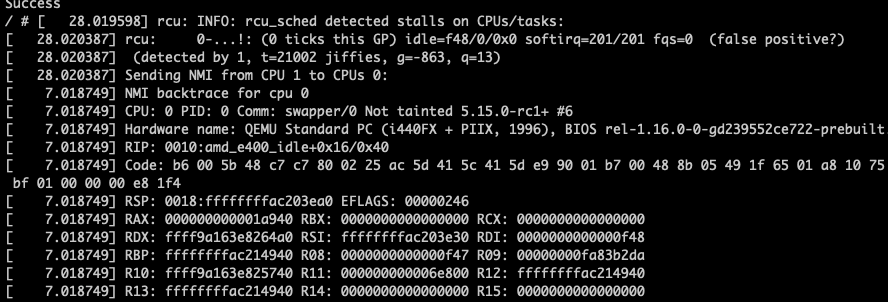 Success
/ # [   28.019598] rcu: INFO: rcu_sched detected stalls on CPUs/tasks:
[   28.020387] rcu:     0-...!: (0 ticks this GP) idle=f48/0/0x0 softirq=201/201 fqs=0  (false positive?)
[   28.020387]  (detected by 1, t=21002 jiffies, g=-863, q=13)
[   28.020387] Sending NMI from CPU 1 to CPUs 0:
[    7.018749] NMI backtrace for cpu 0
[    7.018749] CPU: 0 PID: 0 Comm: swapper/0 Not tainted 5.15.0-rc1+ #6
[    7.018749] Hardware name: QEMU Standard PC (i440FX + PIIX, 1996), BIOS rel-1.16.0-0-gd239552ce722-prebuilt.
[    7.018749] RIP: 0010:amd_e400_idle+0x16/0x40
[    7.018749] Code: b6 00 5b 48 c7 c7 80 02 25 ac 5d 41 5c 41 5d e9 90 01 b7 00 48 8b 05 49 1f 65 01 a8 10 75
 bf 01 00 00 00 e8 1f4
[    7.018749] RSP: 0018:ffffffffac203ea0 EFLAGS: 00000246
[    7.018749] RAX: 000000000001a940 RBX: 0000000000000000 RCX: 0000000000000000
[    7.018749] RDX: ffff9a163e8264a0 RSI: ffffffffac203e30 RDI: 0000000000000f48
[    7.018749] RBP: ffffffffac214940 R08: 0000000000000f47 R09: 00000000fa83b2da
[    7.018749] R10: ffff9a163e825740 R11: 000000000006e800 R12: ffffffffac214940
[    7.018749] R13: ffffffffac214940 R14: 0000000000000000 R15: 0000000000000000